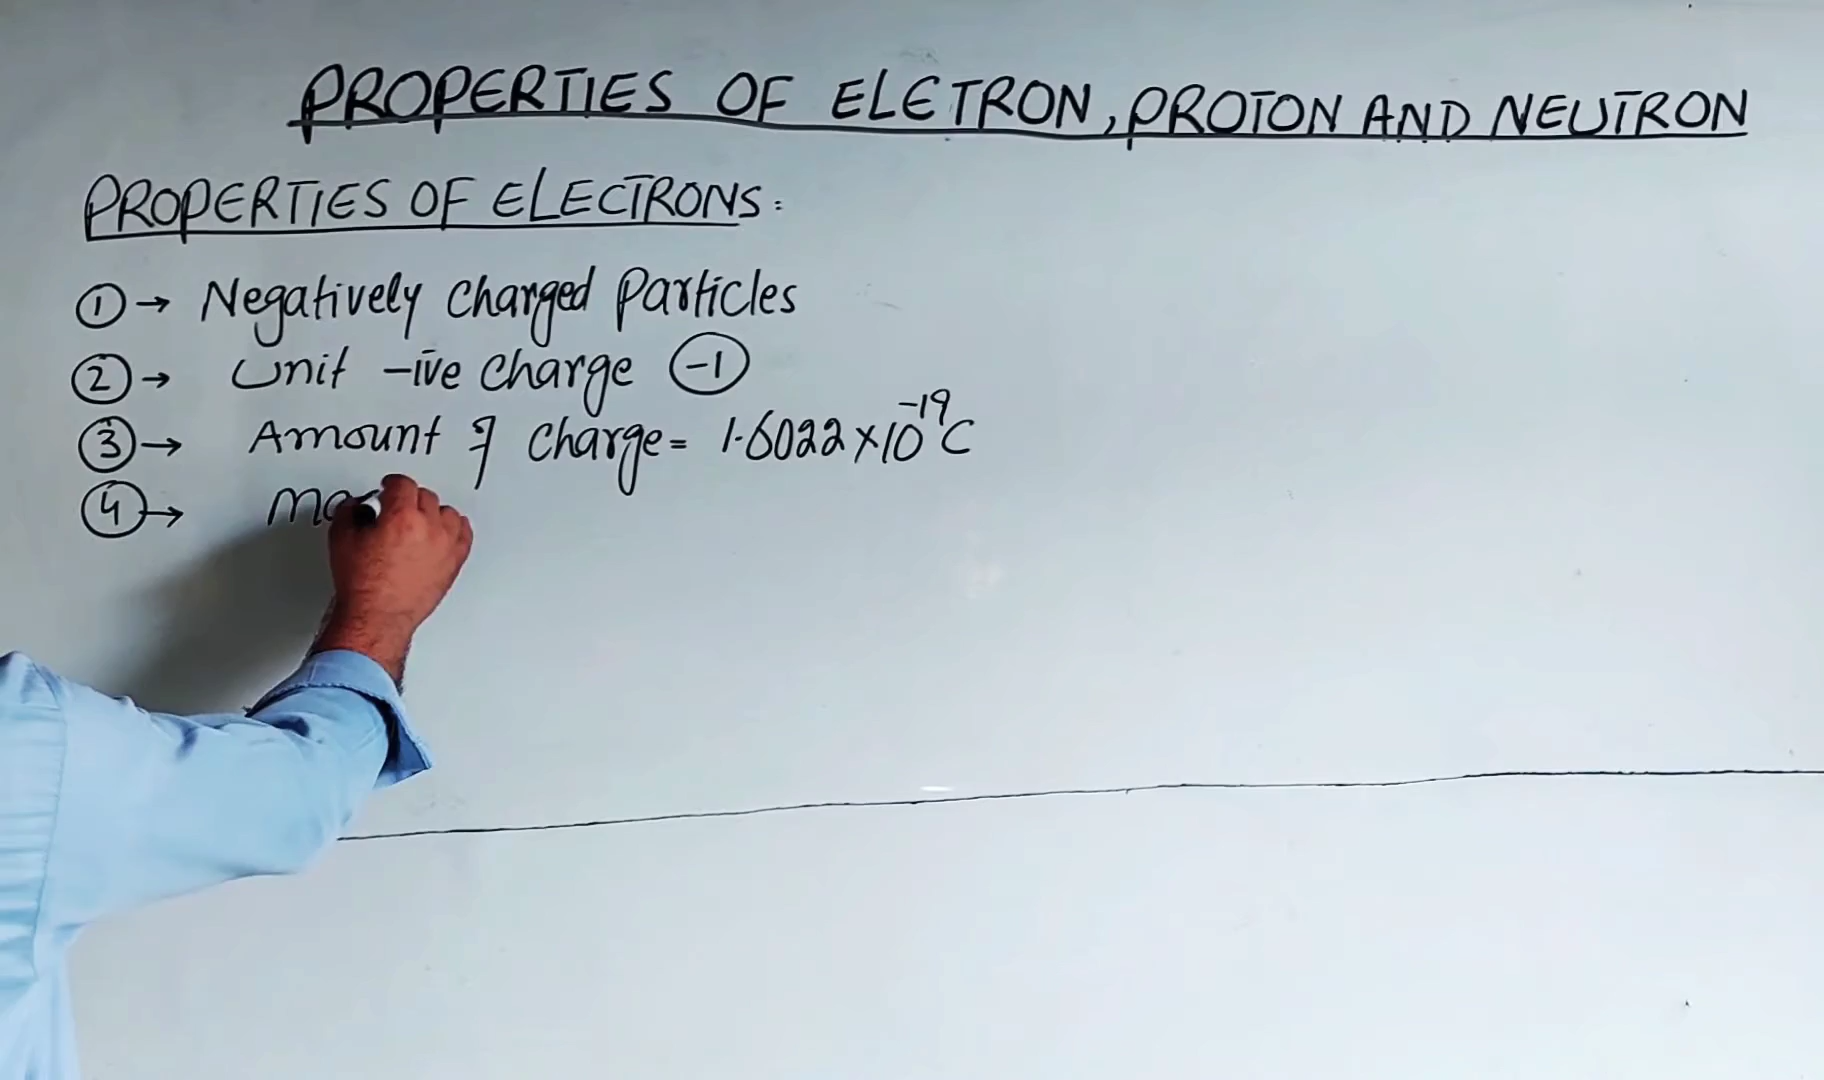 PROPERTIES OF ELETRON, PROTON AND NEUTRON
PROPERTIES OF ELECTRONS:
1 → Negatively charged Particles
2 → Unit -ive charge -1
3 → Amount of charge = 1.6022 × 10⁻¹⁹C
4 →